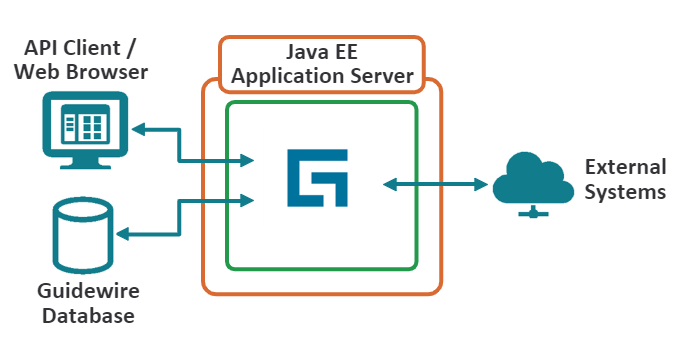 API Client /
Web Browser
Java EE
Application Server
External
Systems
Guidewire
Database